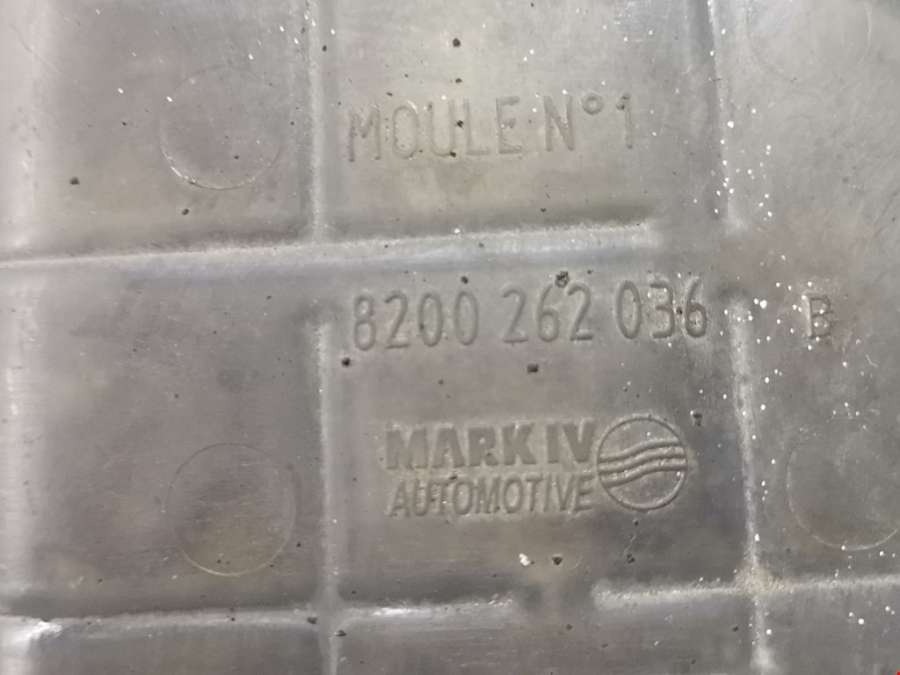 MOULE N°1
8200 262 036 B
MARK IV
AUTOMOTIVE